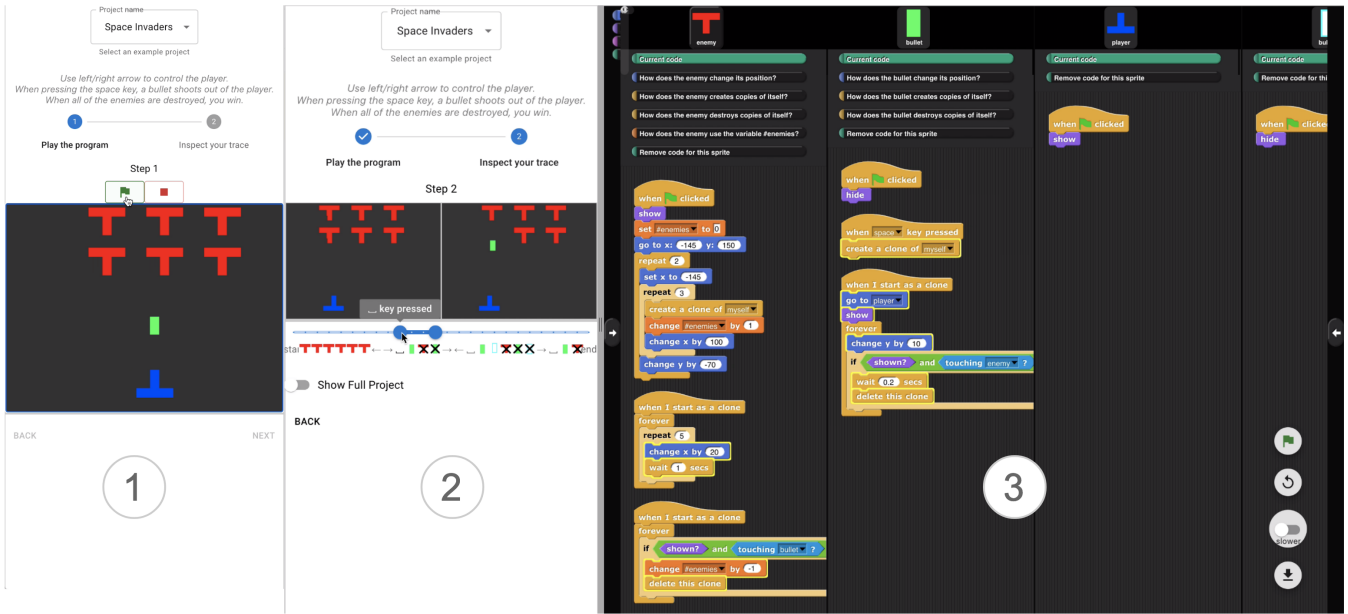 Project name
Space Invaders
Select an example project
Use left/right arrow to control the player.
When pressing the space key, a bullet shoots out of the player.
When all of the enemies are destroyed, you win.
1
2
Play the program
Inspect your trace
Step 1
BACK
NEXT
1
Project name
Space Invaders
Select an example project
Use left/right arrow to control the player.
When pressing the space key, a bullet shoots out of the player.
When all of the enemies are destroyed, you win.
2
Play the program
Inspect your trace
Step 2
key pressed
end
Show Full Project
BACK
2
enemy
Current code
How does the enemy change its position?
How does the enemy creates copies of itself?
How does the enemy destroys copies of itself?
How does the enemy use the variable #enemies?
Remove code for this sprite
when clicked
show
set #enemies to 0
go to x: -145 y: 150
repeat 2
set x to -145
repeat 3
create a clone of myself
change #enemies by 1
change x by 100
change y by -70
when I start as a clone
forever
repeat 5
change x by 20
wait 1 secs
when I start as a clone
forever
if shown? and touching bullet ?
change #enemies by -1
delete this clone
bullet
Current code
How does the bullet change its position?
How does the bullet creates copies of itself?
How does the bullet destroys copies of itself?
Remove code for this sprite
when clicked
hide
when space key pressed
create a clone of myself
when I start as a clone
go to player
show
forever
change y by 10
if shown? and touching enemy ?
wait 0.2 secs
delete this clone
player
Current code
Remove code for this sprite
when clicked
show
3
bul
Current code
Remove code for thi
when clicke
hide
slower